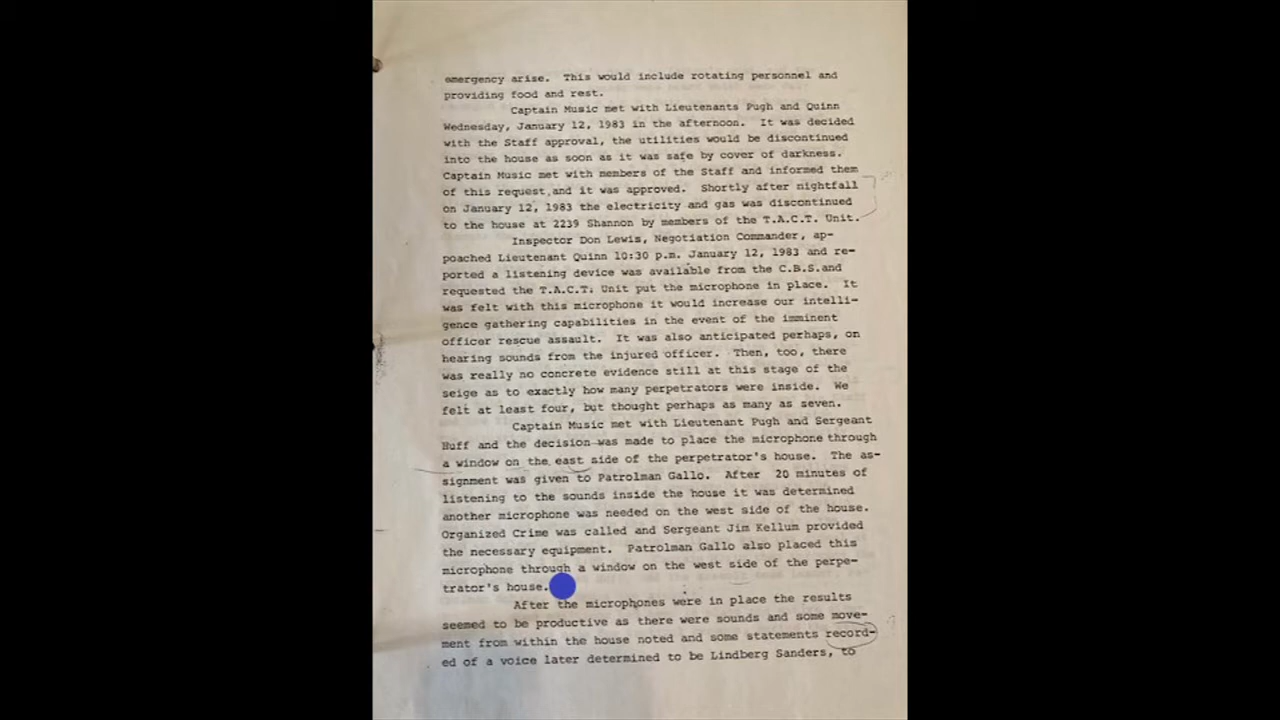 emergency arise. This would include rotating personnel and
providing food and rest.
Captain Music met with Lieutenants Pugh and Quinn
Wednesday, January 12, 1983 in the afternoon. It was decided
with the Staff approval, the utilities would be discontinued
into the house as soon as it was safe by cover of darkness.
Captain Music met with members of the Staff and informed them
of this request and it was approved. Shortly after nightfall
on January 12, 1983 the electricity and gas was discontinued
to the house at 2239 Shannon by members of the T.A.C.T. Unit.
Inspector Don Lewis, Negotiation Commander, ap-
poached Lieutenant Quinn 10:30 p.m. January 12, 1983 and re-
ported a listening device was available from the C.B.S.and
requested the T.A.C.T. Unit put the microphone in place. It
was felt with this microphone it would increase our intelli-
gence gathering capabilities in the event of the imminent
officer rescue assault. It was also anticipated perhaps, on
hearing sounds from the injured officer. Then, too, there
was really no concrete evidence still at this stage of the
seige as to exactly how many perpetrators were inside. We
felt at least four, but thought perhaps as many as seven.
Captain Music met with Lieutenant Pugh and Sergeant
Huff and the decision was made to place the microphone through
a window on the east side of the perpetrator's house. The as-
signment was given to Patrolman Gallo. After 20 minutes of
listening to the sounds inside the house it was determined
another microphone was needed on the west side of the house.
Organized Crime was called and Sergeant Jim Kellum provided
the necessary equipment. Patrolman Gallo also placed this
microphone through a window on the west side of the perpe-
trator's house.
After the microphones were in place the results
seemed to be productive as there were sounds and some move-
ment from within the house noted and some statements record-
ed of a voice later determined to be Lindberg Sanders, to